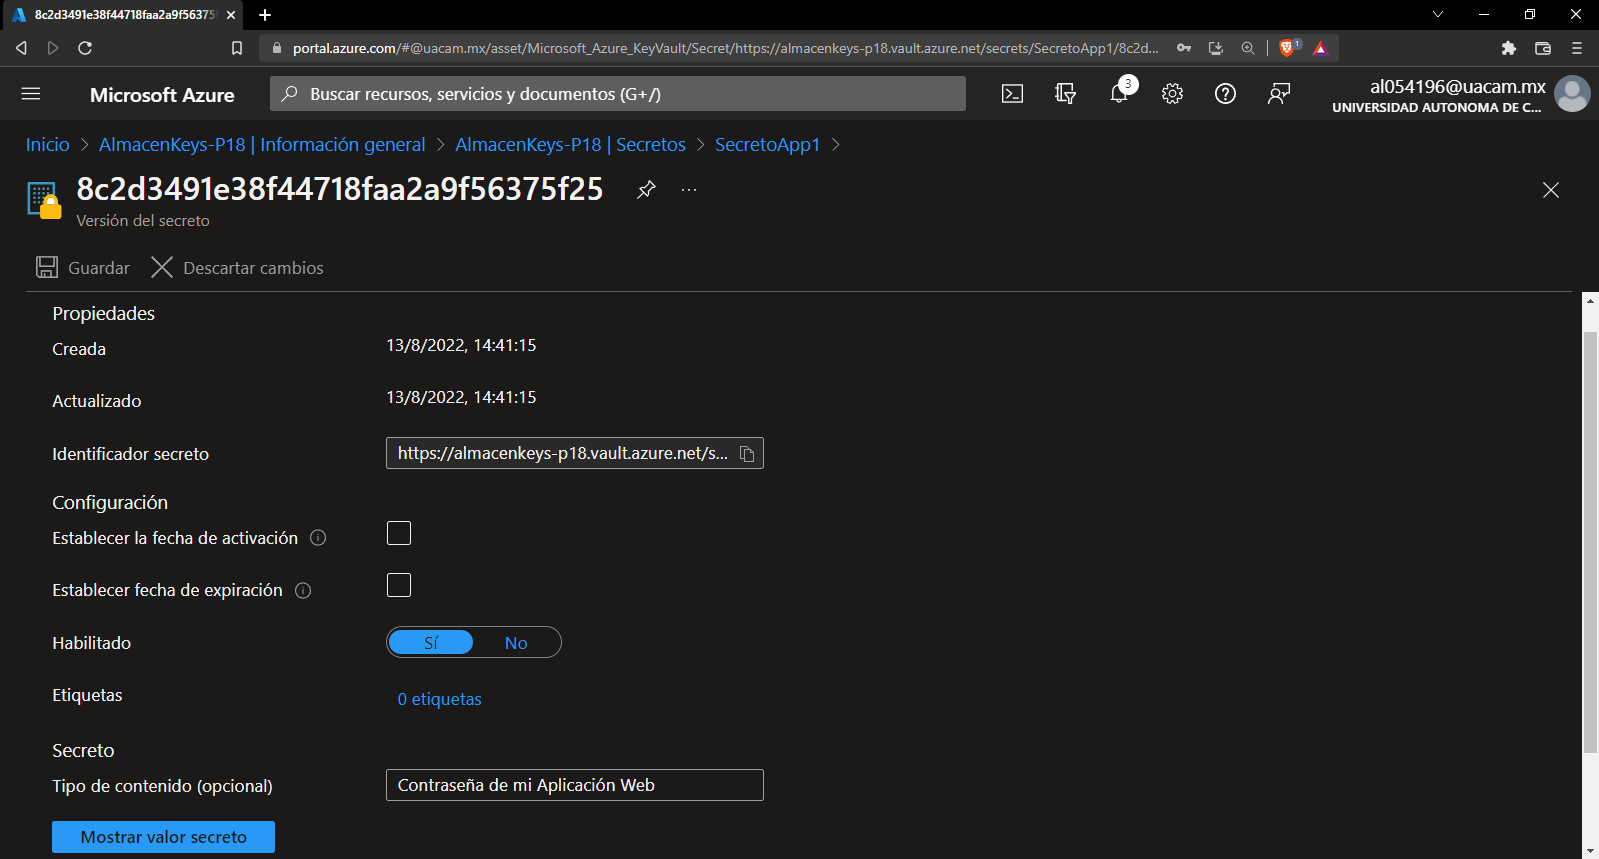 8c2d3491e38f44718faa2a9f56375
portal.azure.com/#@uacam.mx/asset/Microsoft_Azure_KeyVault/Secret/https://almacenkeys-p18.vault.azure.net/secrets/SecretoApp1/8c2d...
1
Microsoft Azure
Buscar recursos, servicios y documentos (G+/)
3
al054196@uacam.mx
UNIVERSIDAD AUTONOMA DE C...
Inicio > AlmacenKeys-P18 | Información general > AlmacenKeys-P18 | Secretos > SecretoApp1 >
8c2d3491e38f44718faa2a9f56375f25
...
Versión del secreto
Guardar
Descartar cambios
Propiedades
Creada
13/8/2022, 14:41:15
Actualizado
13/8/2022, 14:41:15
Identificador secreto
https://almacenkeys-p18.vault.azure.net/s...
Configuración
Establecer la fecha de activación
Establecer fecha de expiración
Habilitado
Sí
No
Etiquetas
0 etiquetas
Secreto
Tipo de contenido (opcional)
Contraseña de mi Aplicación Web
Mostrar valor secreto